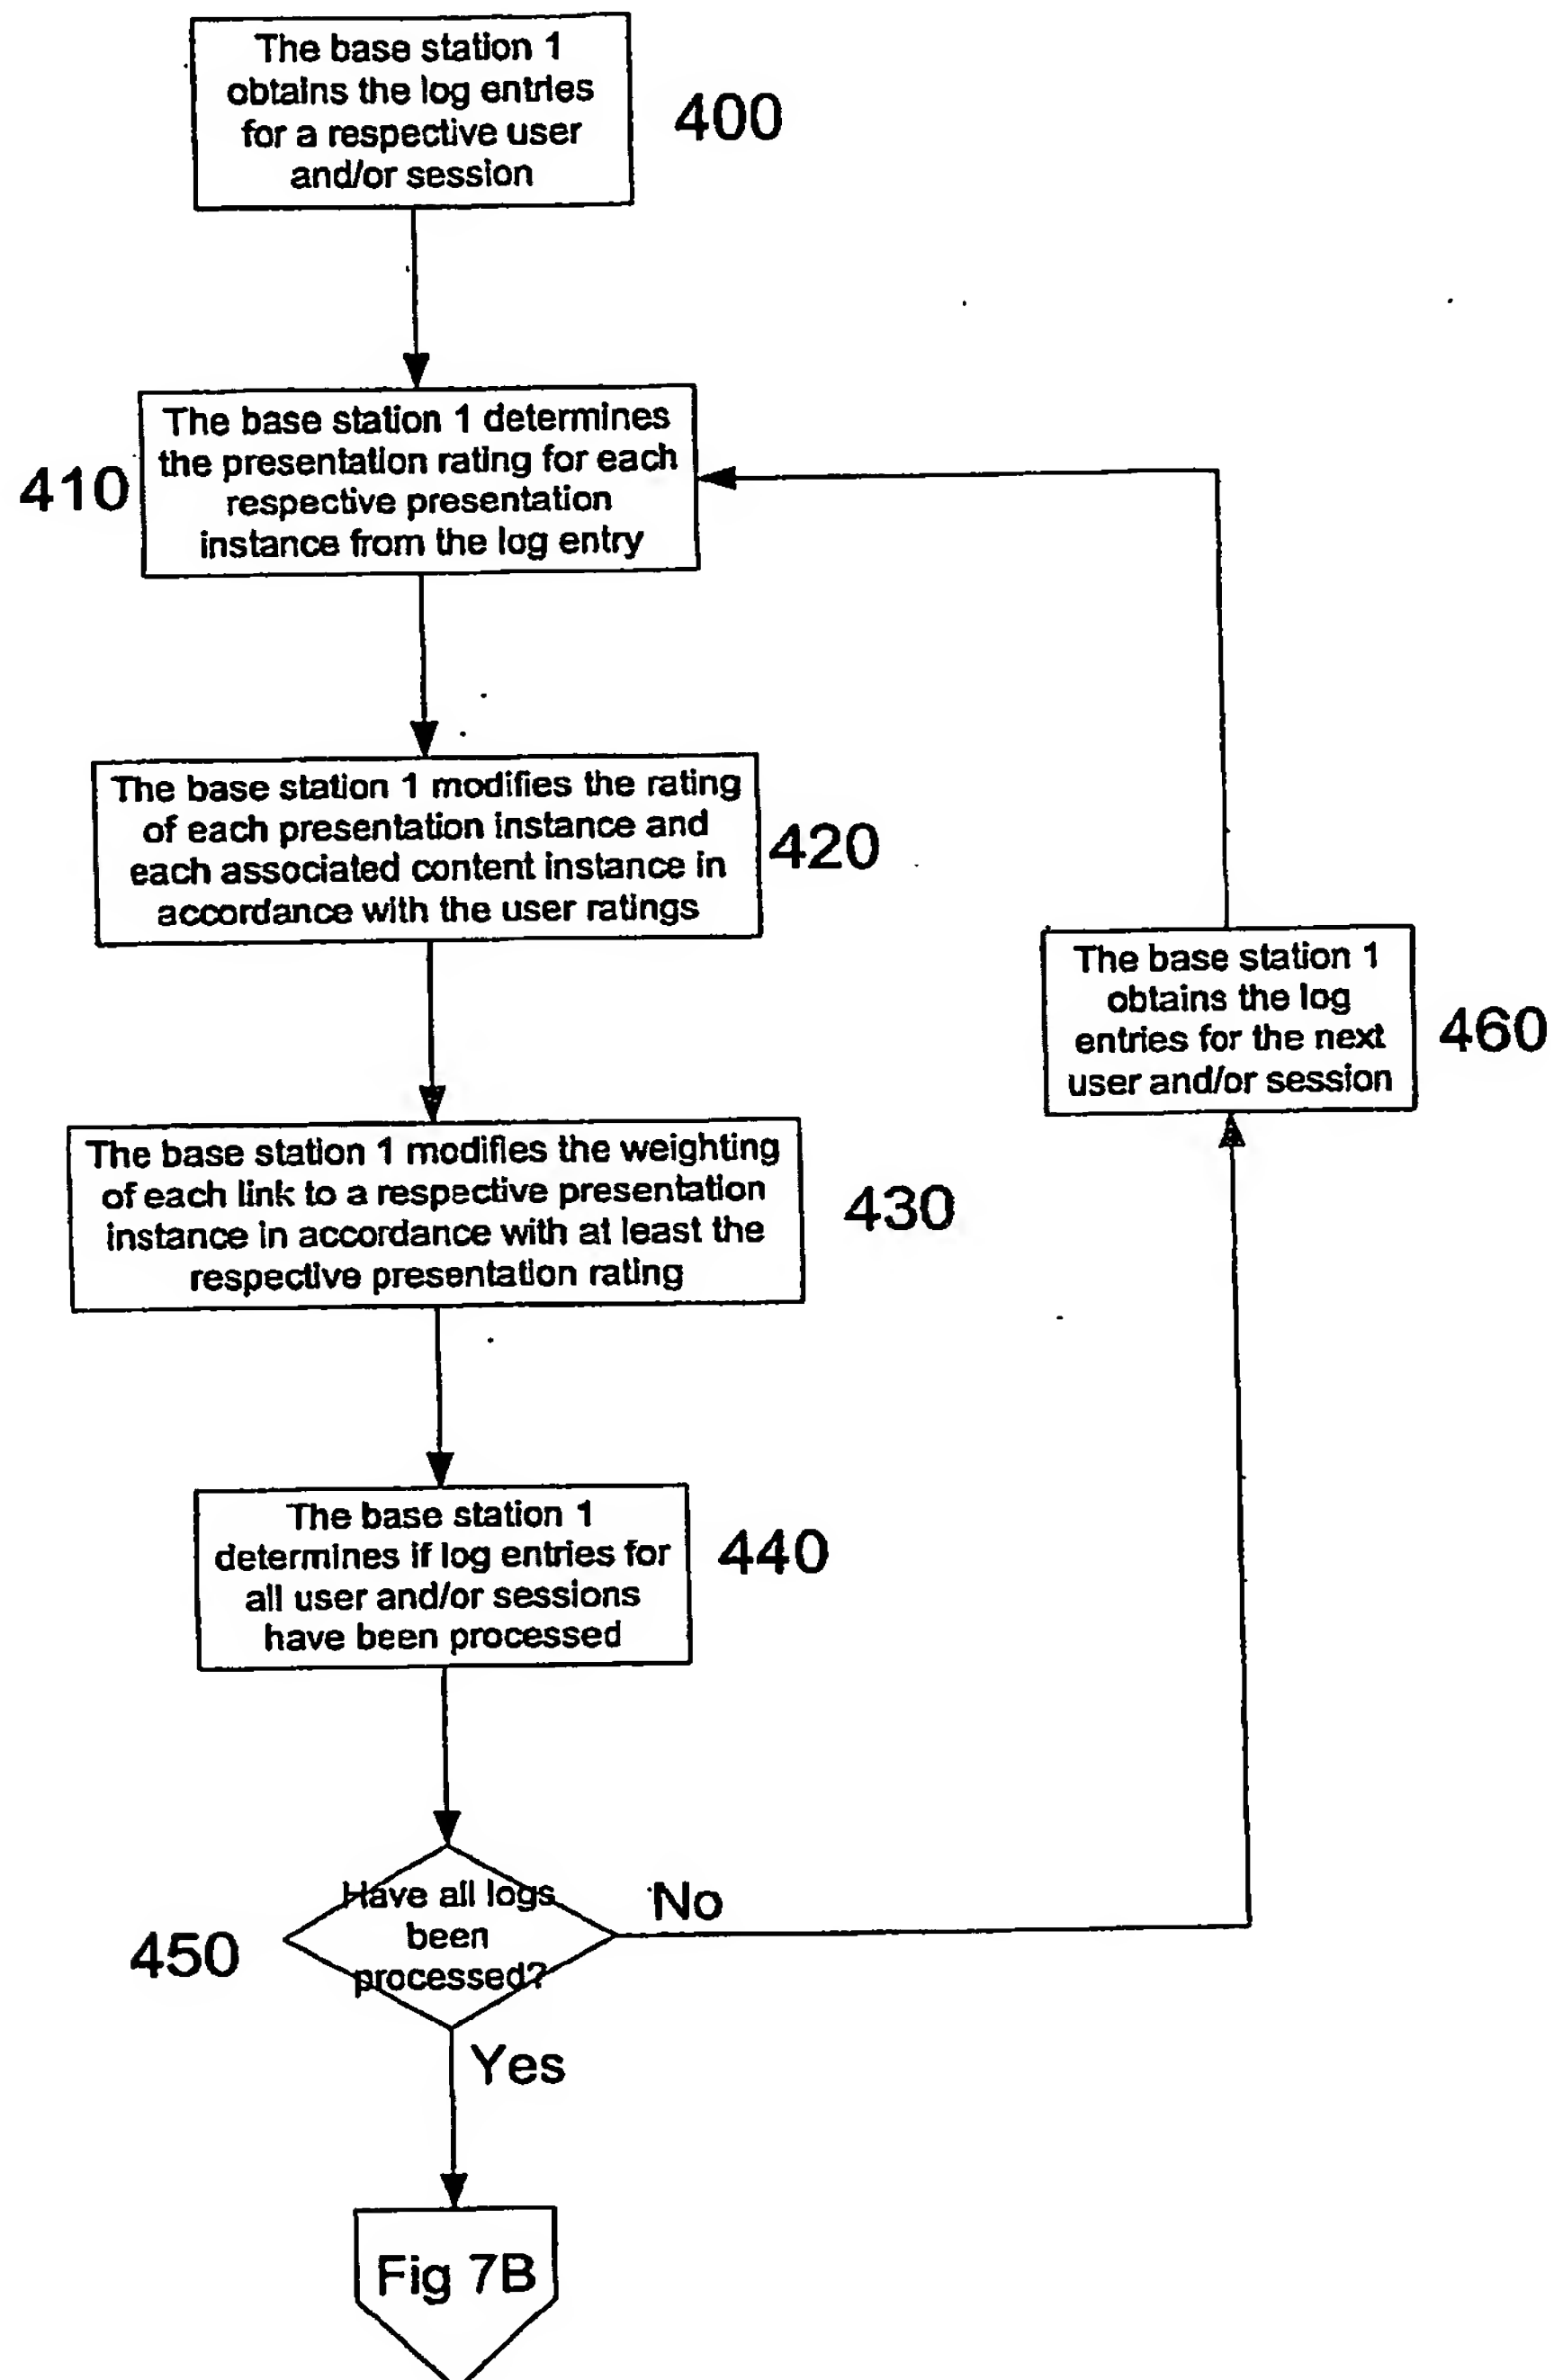 The base station 1
obtains the log entries
for a respective user
and/or session
400
The base station 1 determines
the presentation rating for each
respective presentation
instance from the log entry
410
The base station 1 modifies the rating
of each presentation instance and
each associated content instance in
accordance with the user ratings
420
The base station 1
obtains the log
entries for the next
user and/or session
460
The base station 1 modifies the weighting
of each link to a respective presentation
instance in accordance with at least the
respective presentation rating
430
The base station 1
determines if log entries for
all user and/or sessions
have been processed
440
Have all logs
been
processed?
450
No
Yes
Fig 7B